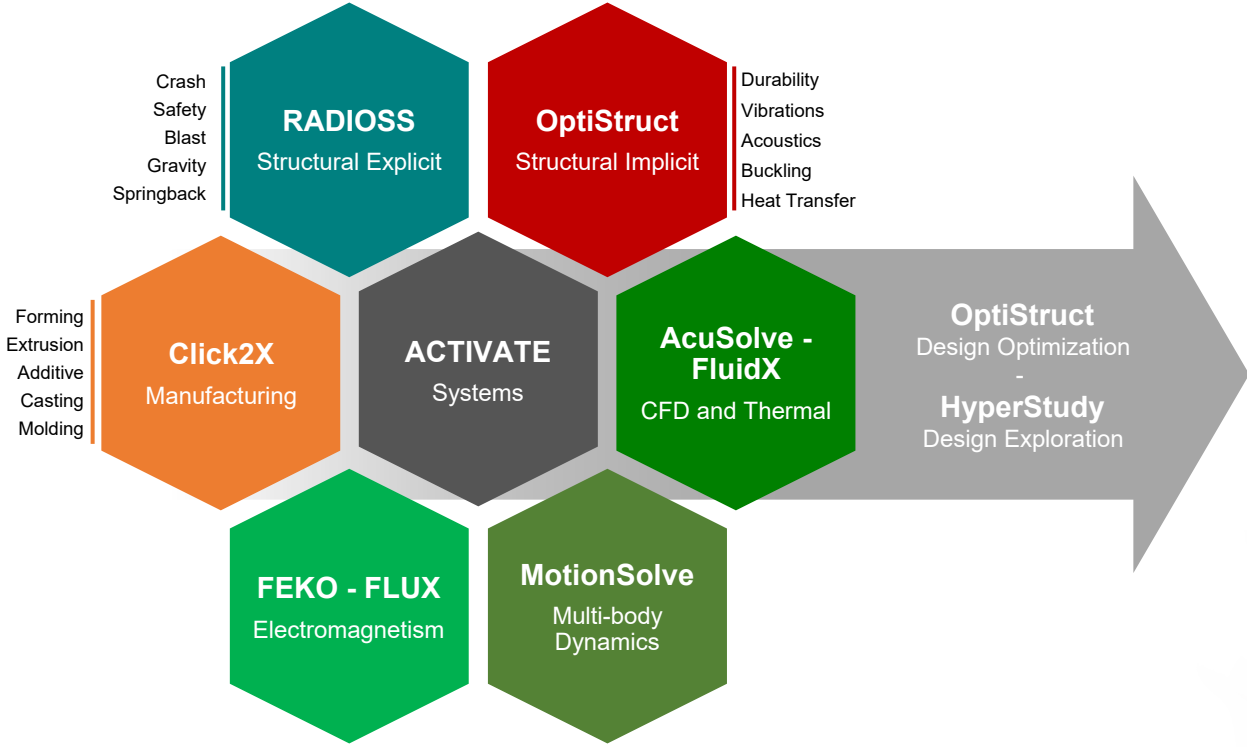 Crash
Safety
Blast
Gravity
Springback
RADIOSS
Structural Explicit
OptiStruct
Structural Implicit
Durability
Vibrations
Acoustics
Buckling
Heat Transfer
Forming
Extrusion
Additive
Casting
Molding
Click2X
Manufacturing
ACTIVATE
Systems
AcuSolve -
FluidX
CFD and Thermal
OptiStruct
Design Optimization
-
HyperStudy
Design Exploration
FEKO - FLUX
Electromagnetism
MotionSolve
Multi-body
Dynamics